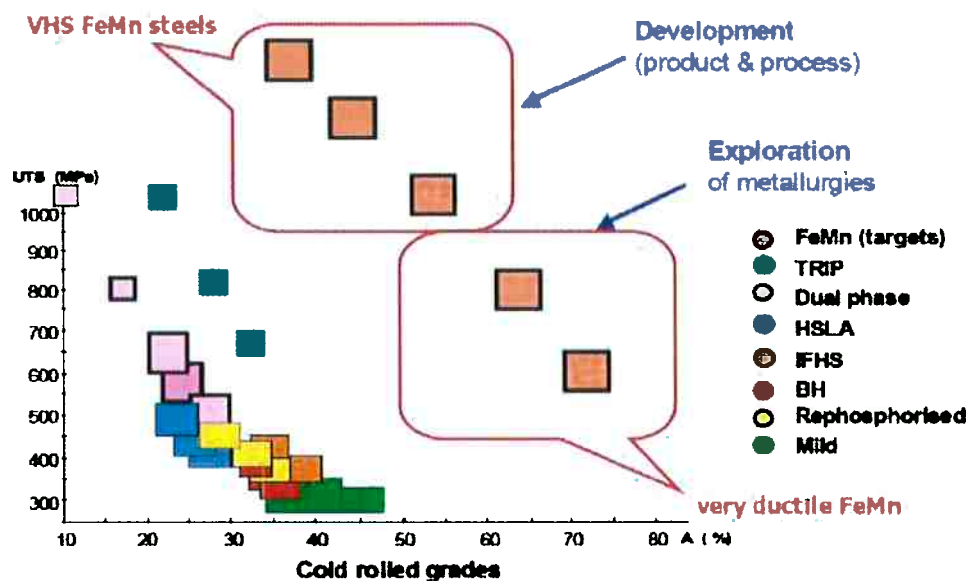 VHS FeMn steels
Development
(product & process)
Exploration
of metallurgies
UTS (MPa)
1000
900
800
700
600
500
400
300
10 20 30 40 50 60 70 80 A (%)
Cold rolled grades
FeMn (targets)
TRIP
Dual phase
HSLA
IFHS
BH
Rephosphorised
Mild
very ductile FeMn